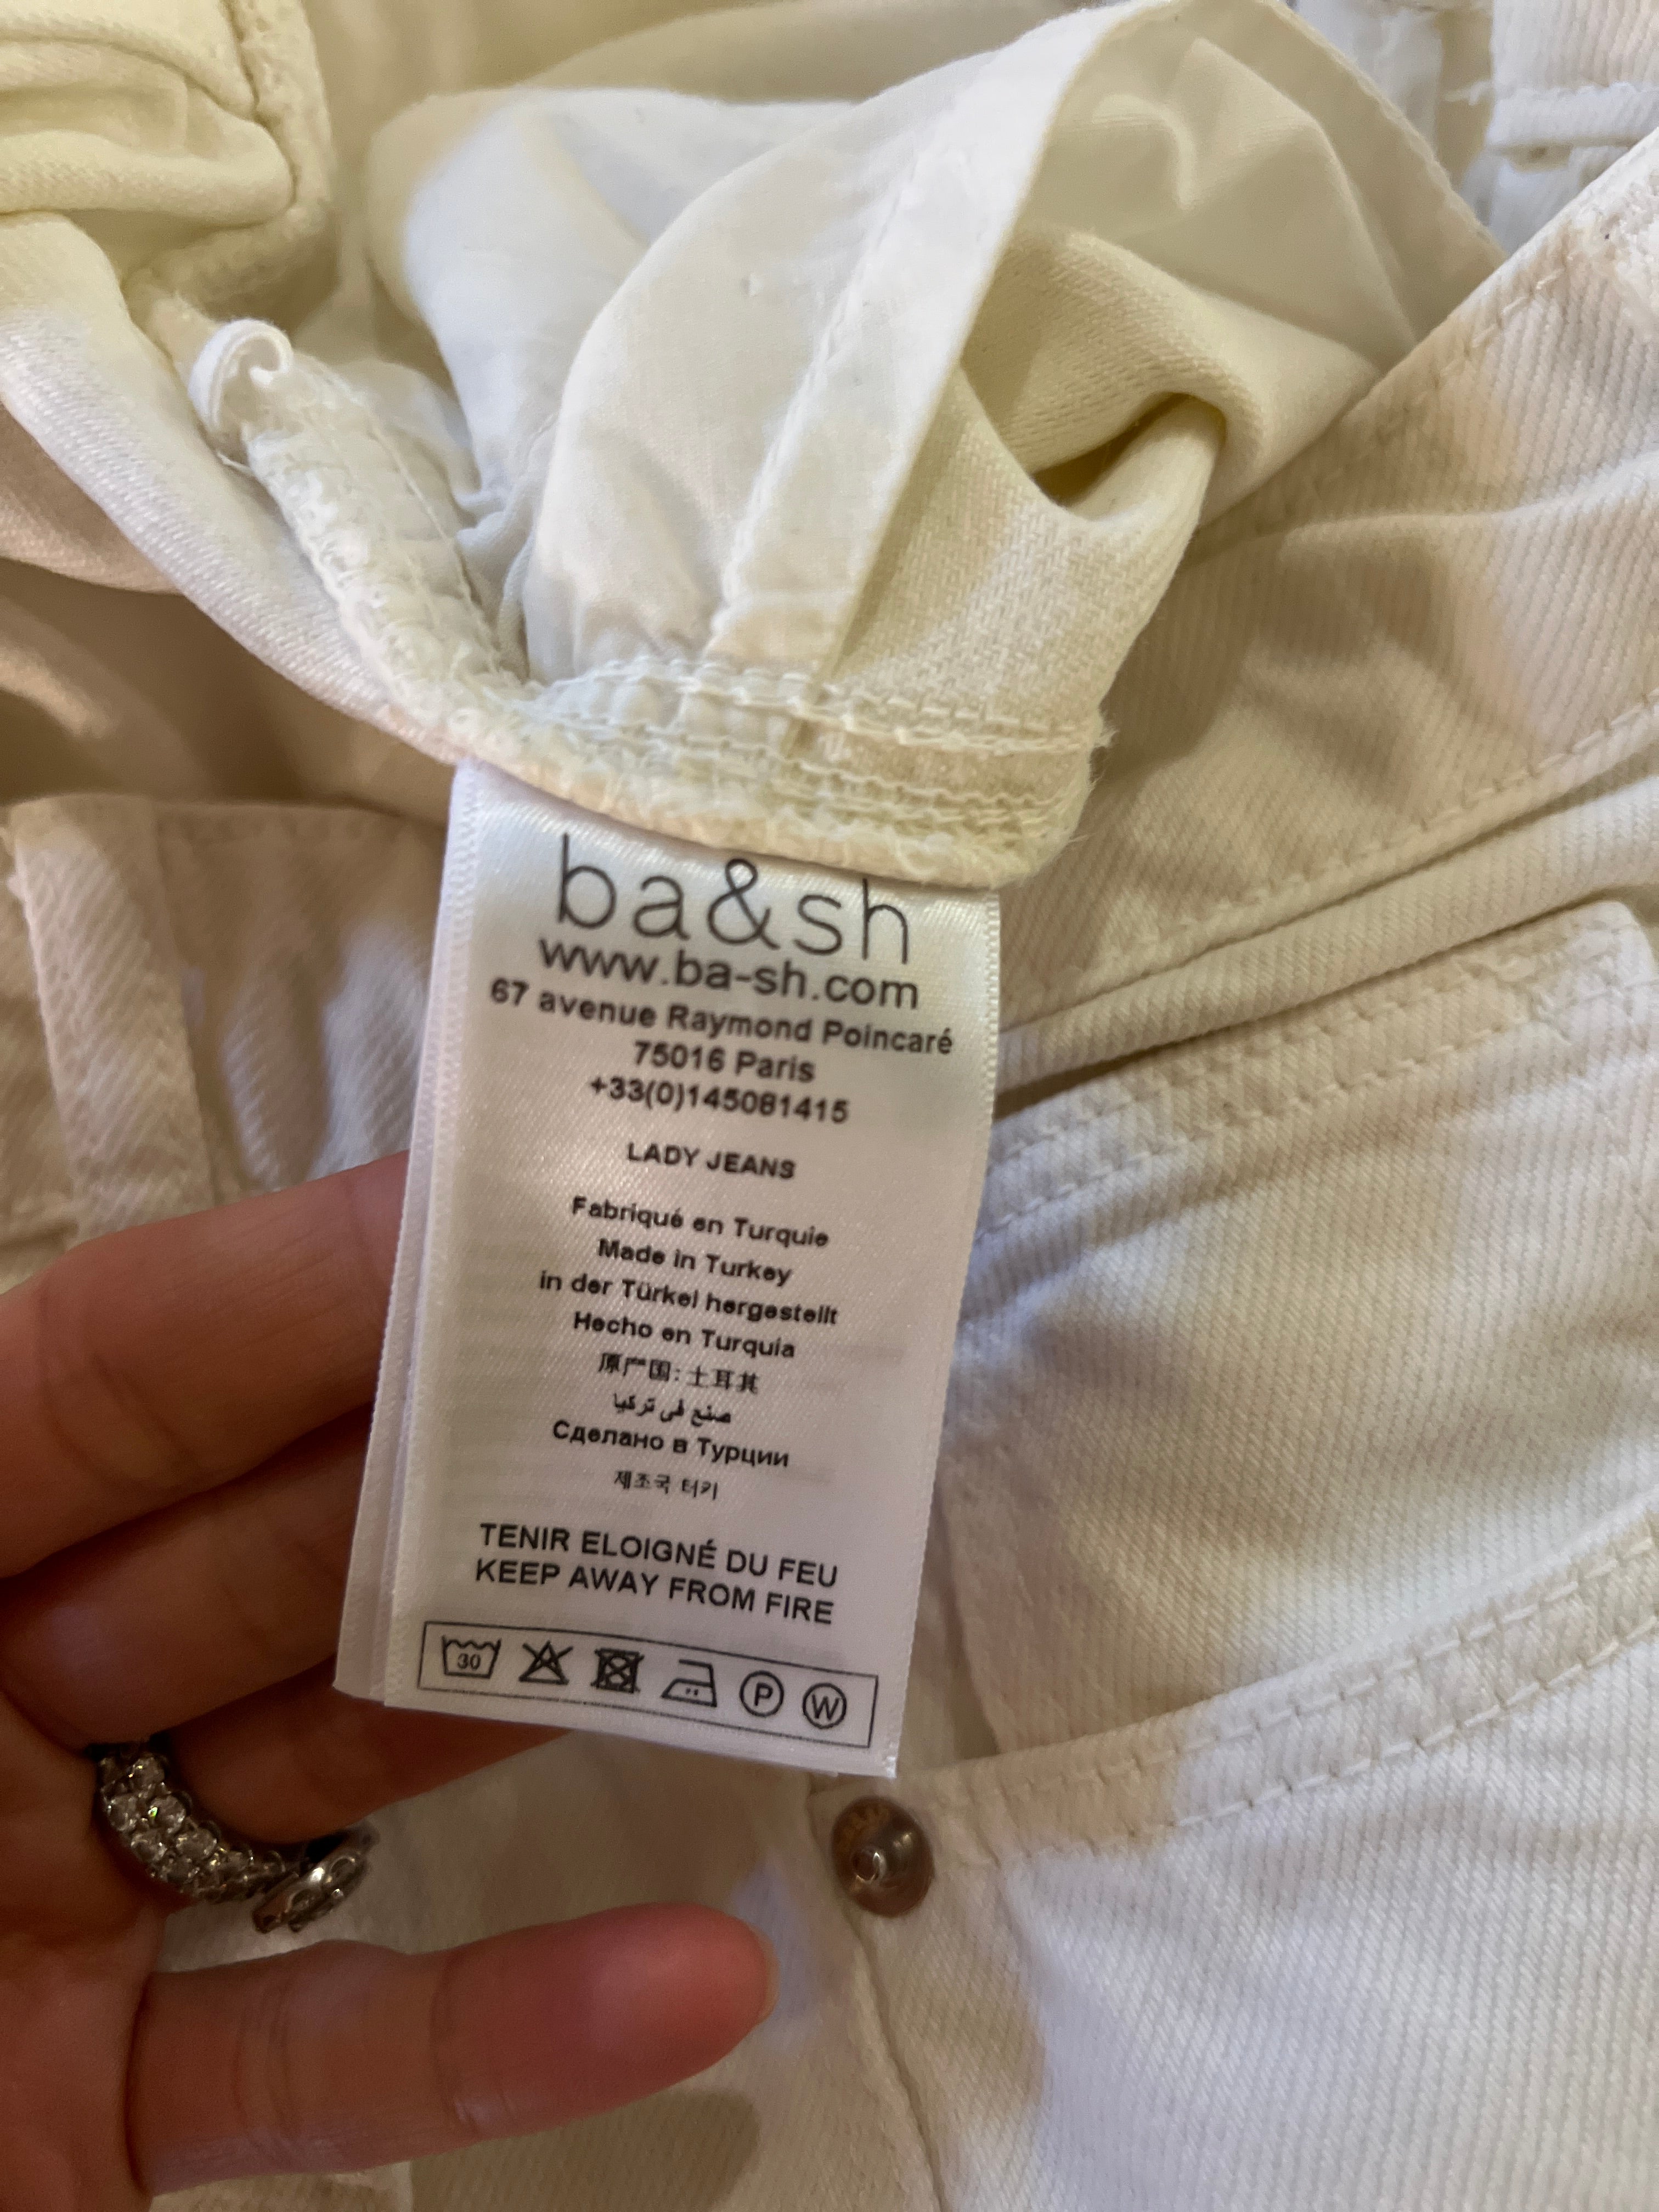 ba&sh
www.ba-sh.com
67 avenue Raymond Poincaré
75016 Paris
+33(0)145081415
LADY JEANS
Fabriqué en Turquie
Made in Turkey
in der Türkei hergestellt
Hecho en Turquia
原产国:土耳其
صنع في تركيا
Сделано в Турции
제조국 터키
TENIR ELOIGNÉ DU FEU
KEEP AWAY FROM FIRE
30 P W